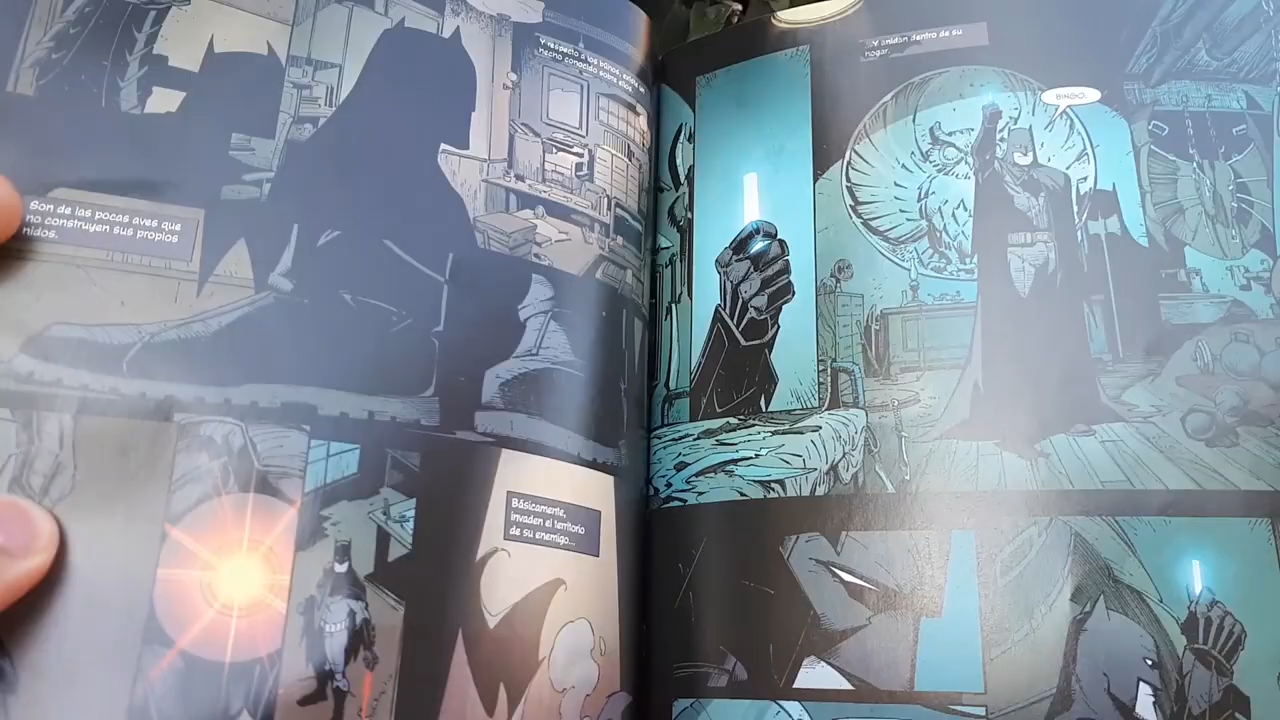 Y respecto a los búhos, existe un
hecho conocido sobre ellos.
Son de las pocas aves que
no construyen sus propios
nidos.
Básicamente,
invaden el territorio
de su enemigo...
...Y anidan dentro de su
hogar.
BINGO.